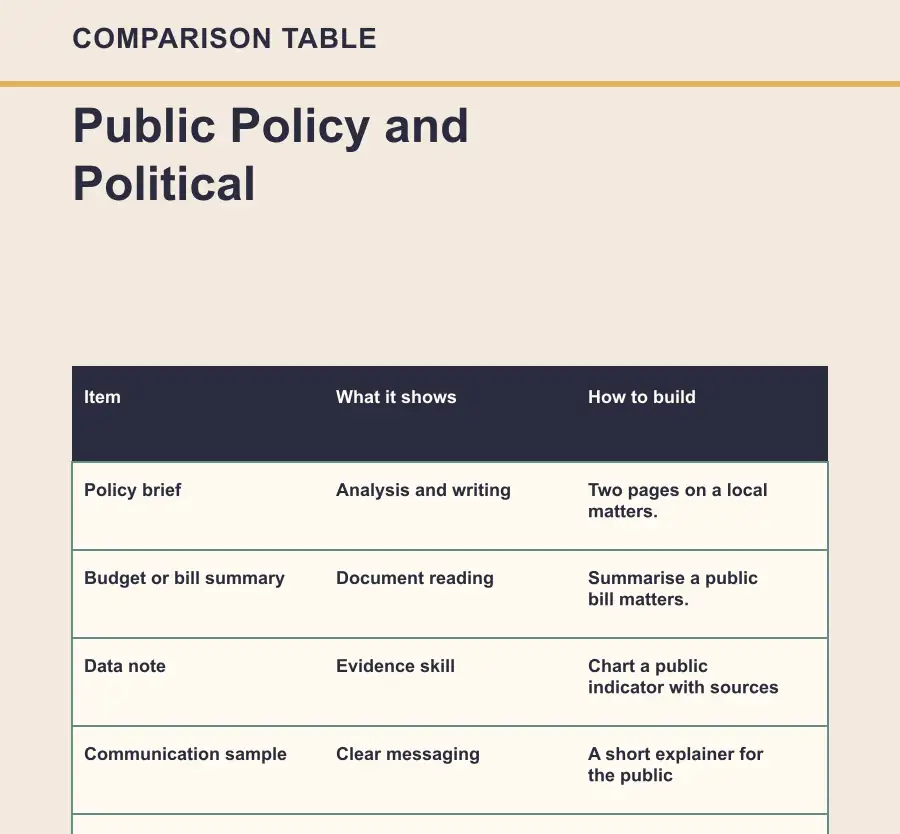 COMPARISON TABLE
Public Policy and
Political
Item
What it shows
How to build
Policy brief
Analysis and writing
Two pages on a local
matters.
Budget or bill summary
Document reading
Summarise a public
bill matters.
Data note
Evidence skill
Chart a public
indicator with sources
Communication sample
Clear messaging
A short explainer for
the public